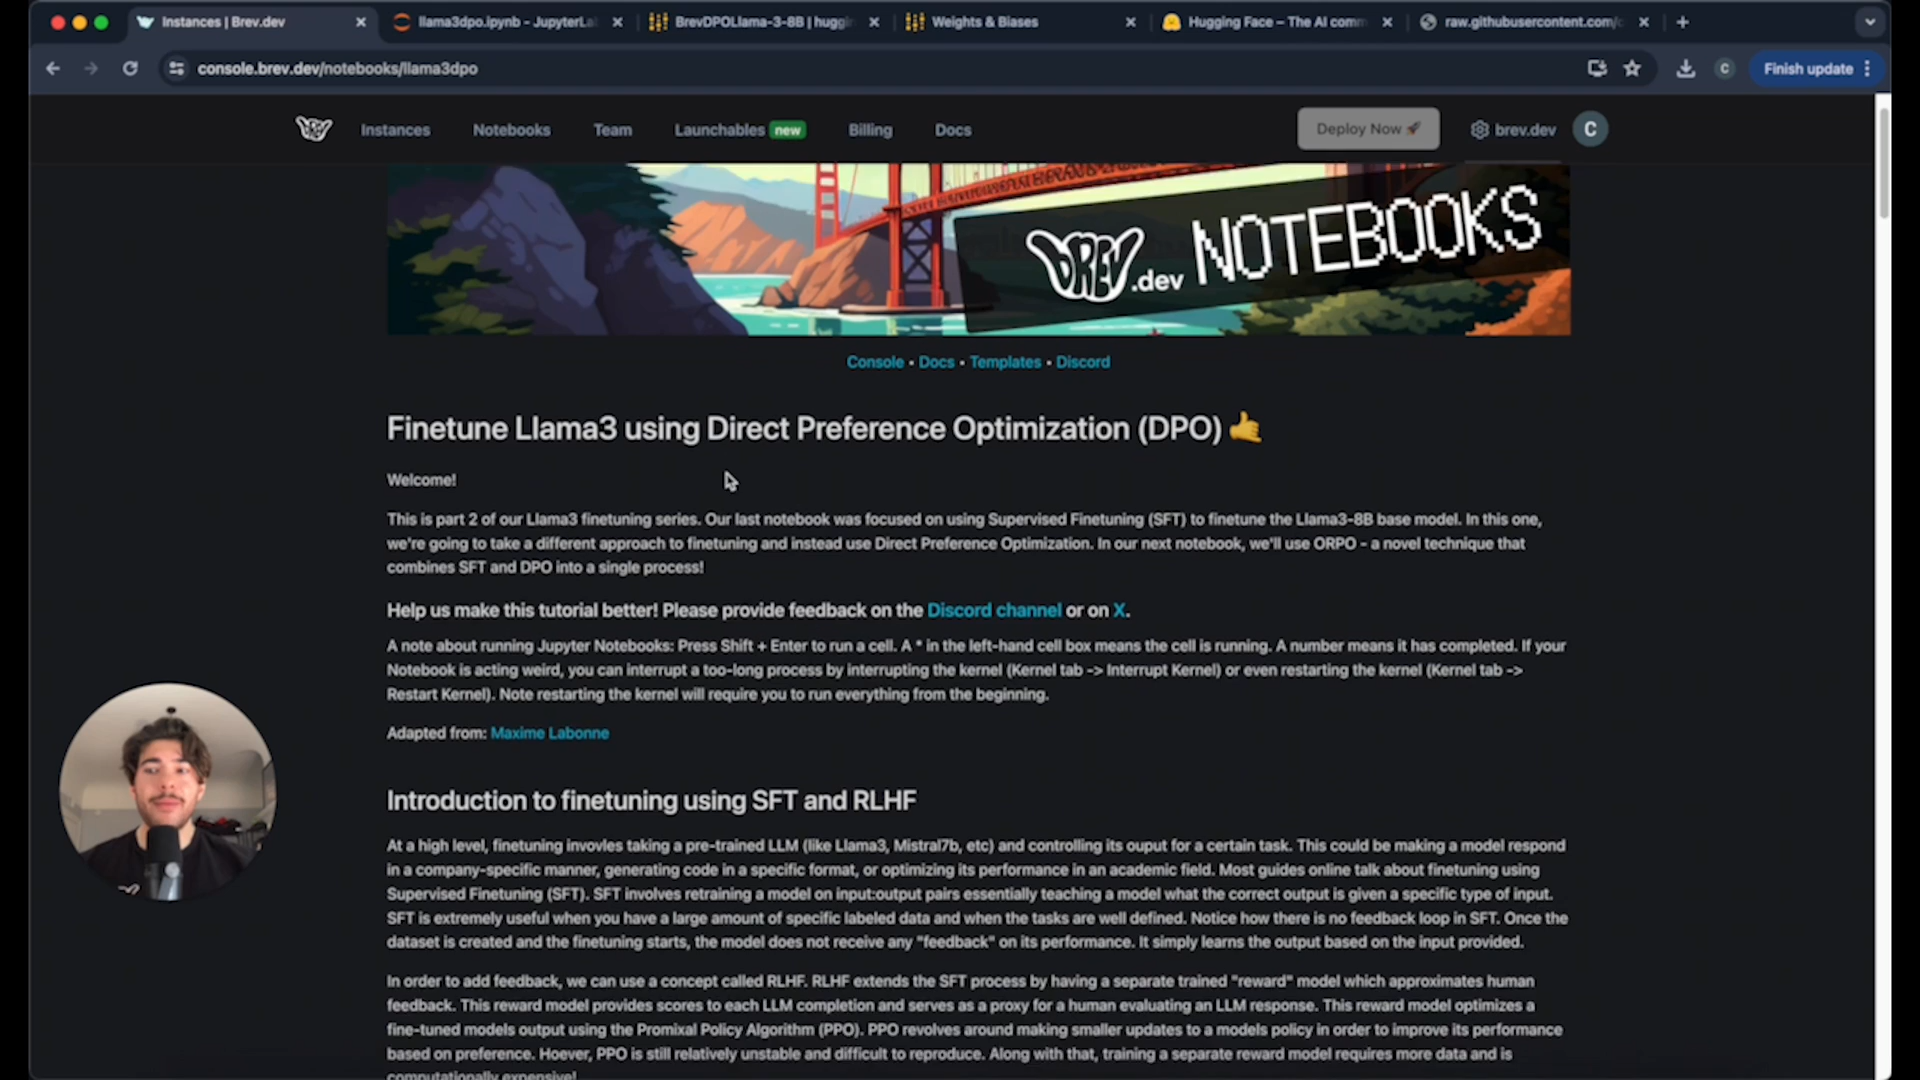 Instances | Brev.dev
llama3dpo.ipynb - JupyterLa
BrevDPOLlama-3-8B | huggi
Weights & Biases
Hugging Face – The AI comm
raw.githubusercontent.com/
console.brev.dev/notebooks/llama3dpo
C
Finish update
Instances
Notebooks
Team
Launchables new
Billing
Docs
Deploy Now 🚀
brev.dev
C
BREV.dev NOTEBOOKS
Console • Docs • Templates • Discord
Finetune Llama3 using Direct Preference Optimization (DPO) 🤙
Welcome!
This is part 2 of our Llama3 finetuning series. Our last notebook was focused on using Supervised Finetuning (SFT) to finetune the Llama3-8B base model. In this one,
we're going to take a different approach to finetuning and instead use Direct Preference Optimization. In our next notebook, we'll use ORPO - a novel technique that
combines SFT and DPO into a single process!
Help us make this tutorial better! Please provide feedback on the Discord channel or on X.
A note about running Jupyter Notebooks: Press Shift + Enter to run a cell. A * in the left-hand cell box means the cell is running. A number means it has completed. If your
Notebook is acting weird, you can interrupt a too-long process by interrupting the kernel (Kernel tab -> Interrupt Kernel) or even restarting the kernel (Kernel tab ->
Restart Kernel). Note restarting the kernel will require you to run everything from the beginning.
Adapted from: Maxime Labonne
Introduction to finetuning using SFT and RLHF
At a high level, finetuning invovles taking a pre-trained LLM (like Llama3, Mistral7b, etc) and controlling its ouput for a certain task. This could be making a model respond
in a company-specific manner, generating code in a specific format, or optimizing its performance in an academic field. Most guides online talk about finetuning using
Supervised Finetuning (SFT). SFT involves retraining a model on input:output pairs essentially teaching a model what the correct output is given a specific type of input.
SFT is extremely useful when you have a large amount of specific labeled data and when the tasks are well defined. Notice how there is no feedback loop in SFT. Once the
dataset is created and the finetuning starts, the model does not receive any "feedback" on its performance. It simply learns the output based on the input provided.
In order to add feedback, we can use a concept called RLHF. RLHF extends the SFT process by having a separate trained "reward" model which approximates human
feedback. This reward model provides scores to each LLM completion and serves as a proxy for a human evaluating an LLM response. This reward model optimizes a
fine-tuned models output using the Promixal Policy Algorithm (PPO). PPO revolves around making smaller updates to a models policy in order to improve its performance
based on preference. Hoever, PPO is still relatively unstable and difficult to reproduce. Along with that, training a separate reward model requires more data and is
computationally expensive!